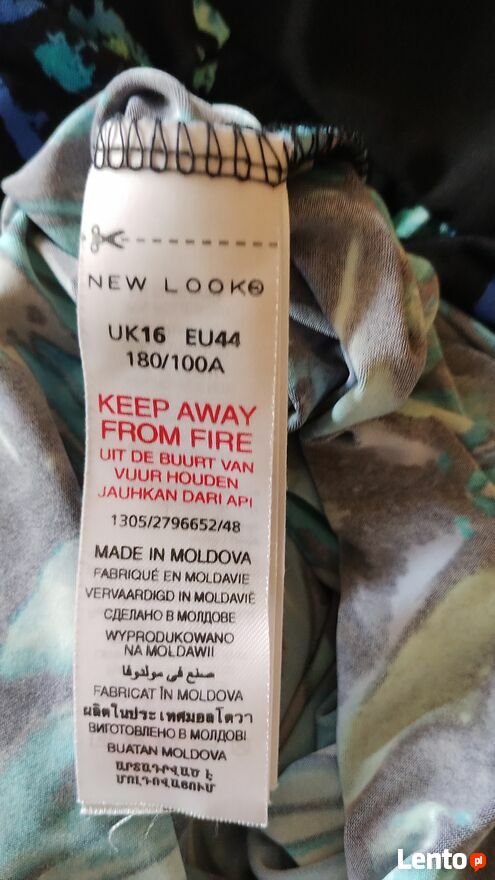 NEW LOOK
UK16 EU44
180/100A
KEEP AWAY
FROM FIRE
UIT DE BUURT VAN
VUUR HOUDEN
JAUHKAN DARI API
1305/2796652/48
MADE IN MOLDOVA
FABRIQUÉ EN MOLDAVIE
VERVAARDIGD IN MOLDAVIË
СДЕЛАНО В МОЛДОВЕ
WYPRODUKOWANO
NA MOŁDAWII
صنع في مولدوفا
FABRICAT ÎN MOLDOVA
ผลิตในประเทศมอลโดวา
ВИГОТОВЛЕНО В МОЛДОВІ
BUATAN MOLDOVA
ԱՐՏԱԴՐՎԱԾ Է
ՄՈԼԴՈՎԱՅՈՒՄ
Lento.pl